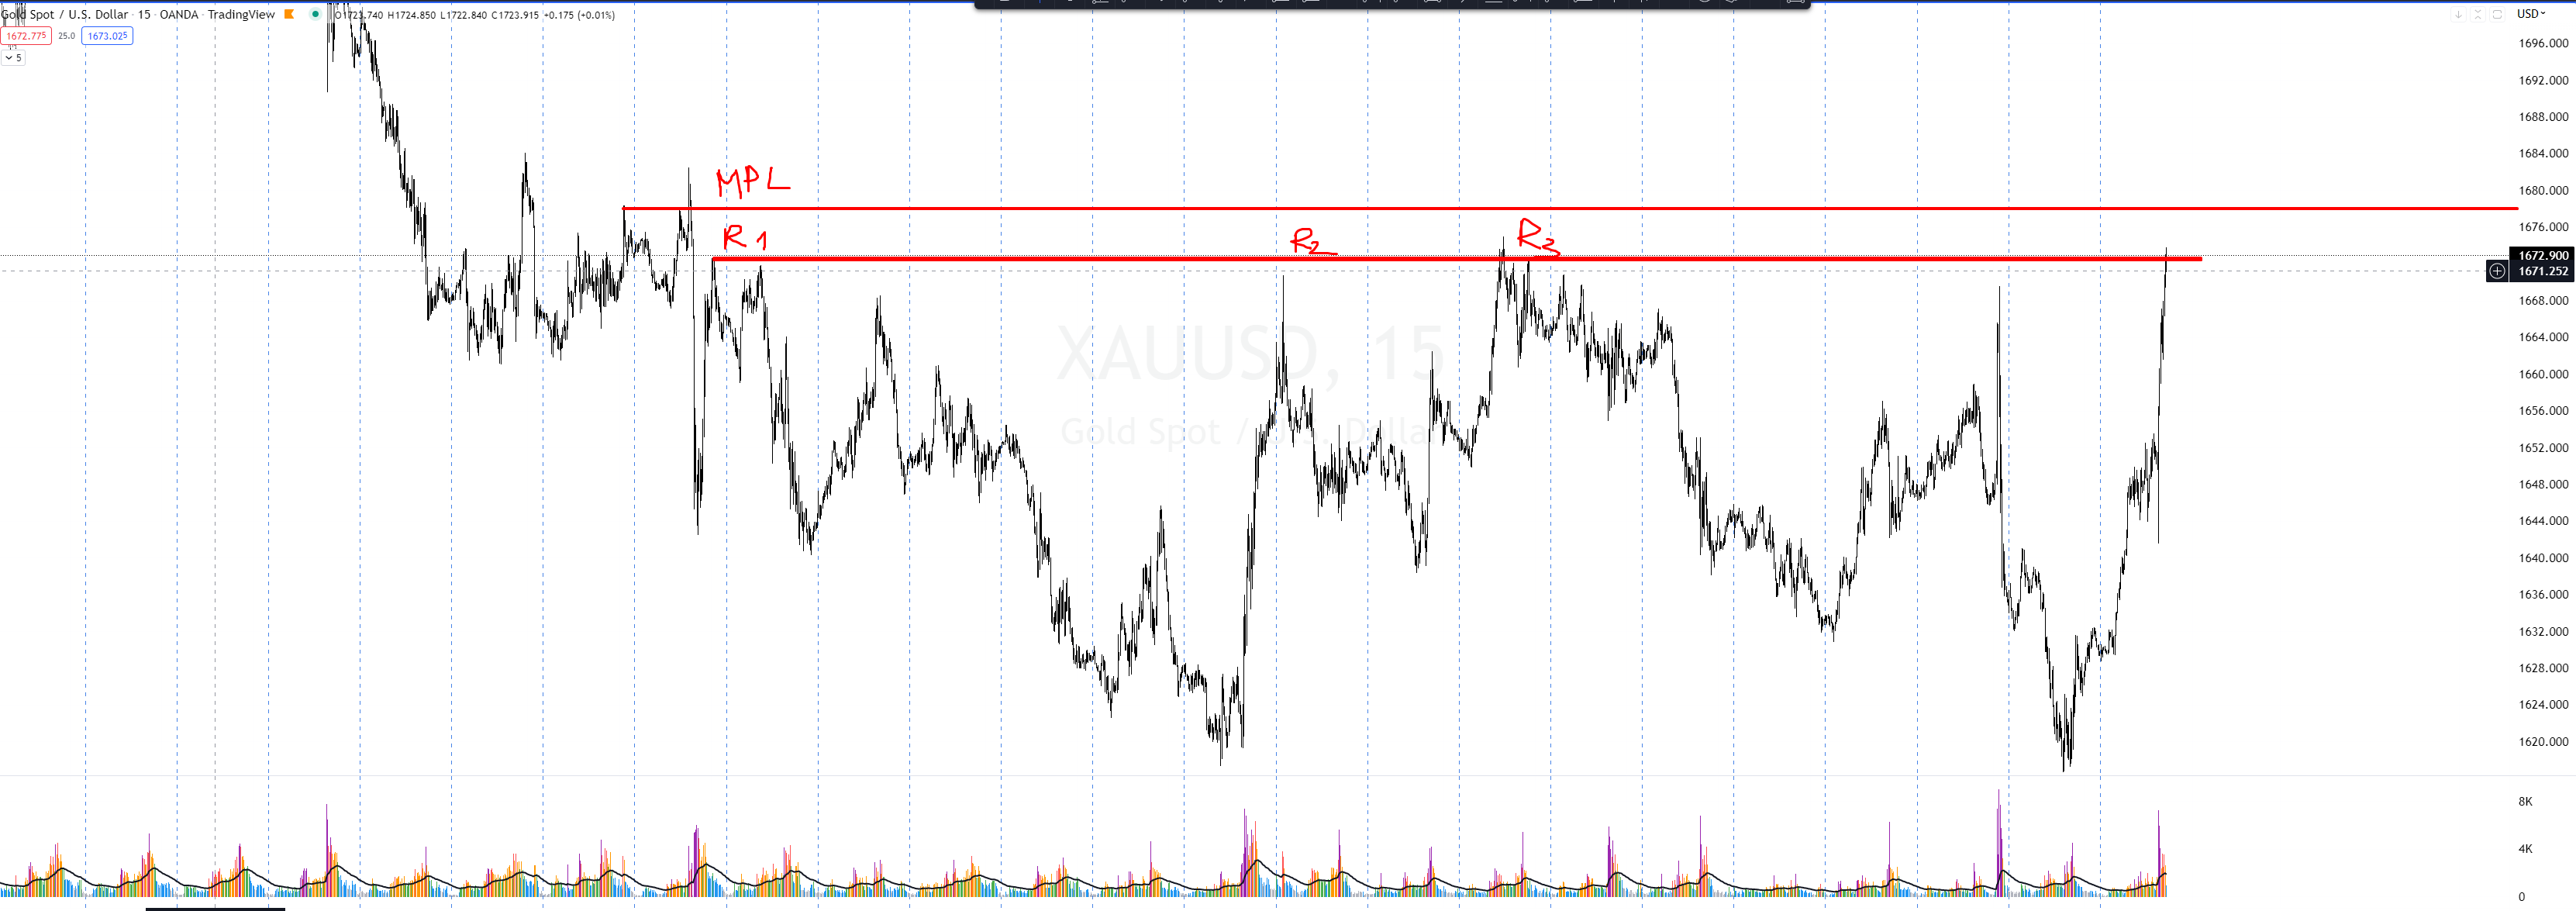 Gold Spot / U.S. Dollar · 15 · OANDA · TradingView O1723.740 H1724.850 L1722.840 C1723.915 +0.175 (+0.01%)
USD
1672.775 25.0 1673.025
5
1696.000
1692.000
1688.000
1684.000
MPL
1680.000
1676.000
R1
R2
R3
1672.900
1671.252
1668.000
1664.000
XAUUSD, 15
1660.000
1656.000
Gold Spot / U.S. Dollar
1652.000
1648.000
1644.000
1640.000
1636.000
1632.000
1628.000
1624.000
1620.000
8K
4K
0